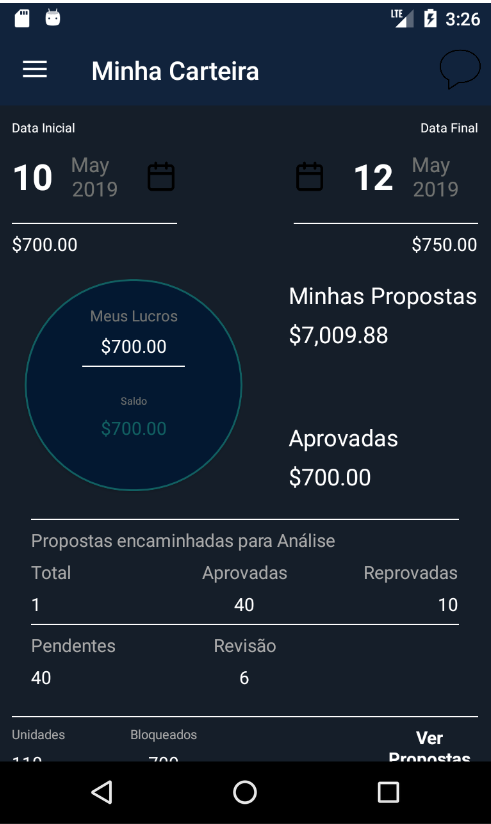 LTE 3:26
Minha Carteira
Data Inicial Data Final
10 May 2019 12 May 2019
$700.00 $750.00
Minhas Propostas
Meus Lucros
$7,009.88
$700.00
Saldo
$700.00
Aprovadas
$700.00
Propostas encaminhadas para Análise
Total Aprovadas Reprovadas
1 40 10
Pendentes Revisão
40 6
Unidades Bloqueados Ver
Propostas